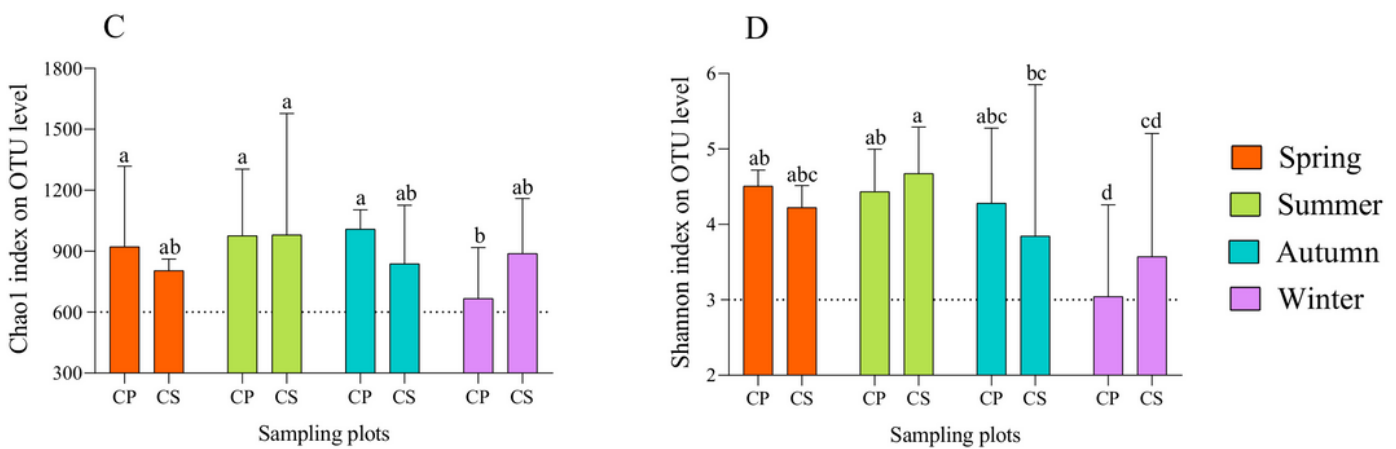 C
Chao1 index on OTU level
1800
1500
1200
900
600
300
a
ab
a
a
a
ab
b
ab
CP CS CP CS CP CS CP CS
Sampling plots
D
Shannon index on OTU level
6
5
4
3
2
ab
abc
ab
a
abc
bc
d
cd
CP CS CP CS CP CS CP CS
Sampling plots
Spring
Summer
Autumn
Winter